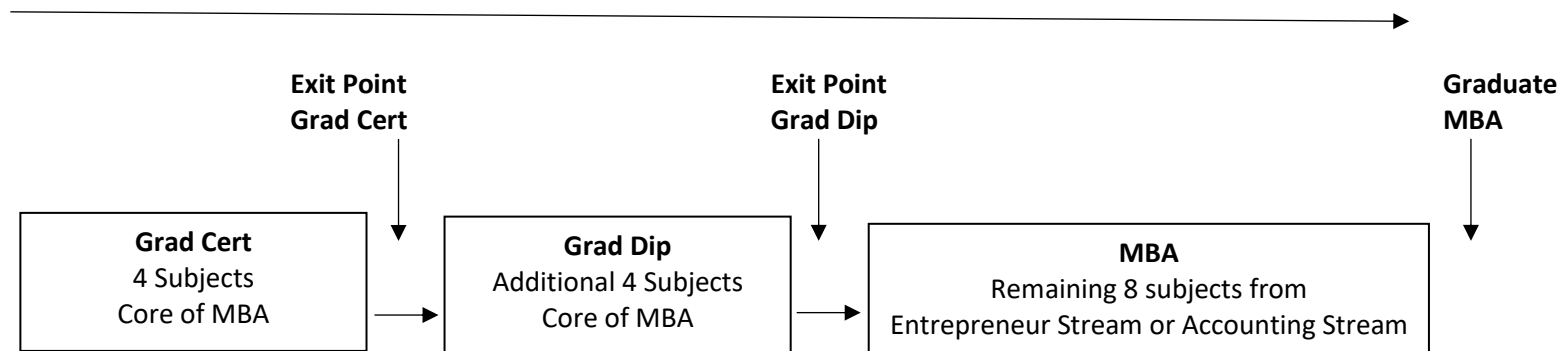 Exit Point
Grad Cert
Exit Point
Grad Dip
Graduate
MBA
Grad Cert
4 Subjects
Core of MBA
Grad Dip
Additional 4 Subjects
Core of MBA
MBA
Remaining 8 subjects from
Entrepreneur Stream or Accounting Stream